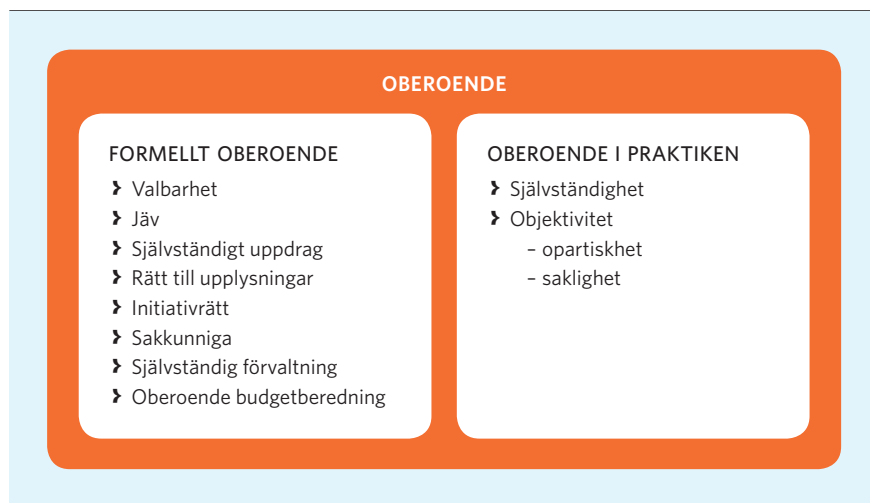 OBEROENDE
FORMELLT OBEROENDE
Valbarhet
Jäv
Självständigt uppdrag
Rätt till upplysningar
Initiativrätt
Sakkunniga
Självständig förvaltning
Oberoende budgetberedning
OBEROENDE I PRAKTIKEN
Självständighet
Objektivitet
– opartiskhet
– saklighet